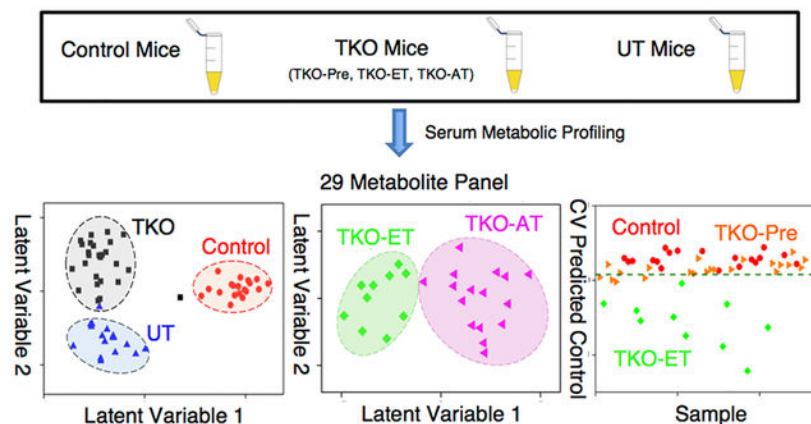 Control Mice
TKO Mice
(TKO-Pre, TKO-ET, TKO-AT)
UT Mice
Serum Metabolic Profiling
29 Metabolite Panel
Latent Variable 2
TKO
Control
UT
Latent Variable 1
Latent Variable 2
TKO-ET
TKO-AT
Latent Variable 1
CV Predicted Control
Control
TKO-Pre
TKO-ET
Sample